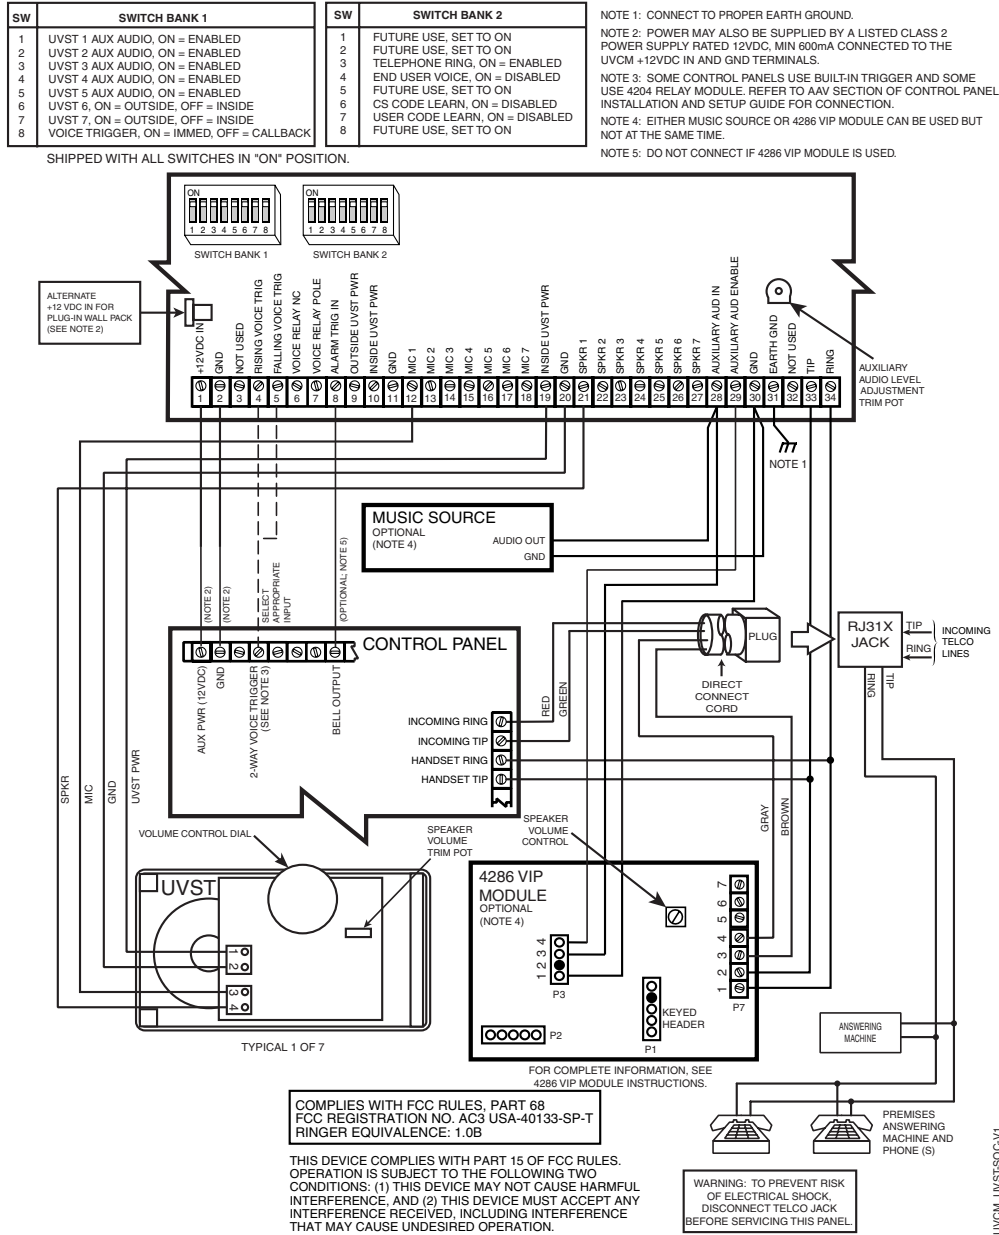 SW SWITCH BANK 1
1 UVST 1 AUX AUDIO, ON = ENABLED
2 UVST 2 AUX AUDIO, ON = ENABLED
3 UVST 3 AUX AUDIO, ON = ENABLED
4 UVST 4 AUX AUDIO, ON = ENABLED
5 UVST 5 AUX AUDIO, ON = ENABLED
6 UVST 6, ON = OUTSIDE, OFF = INSIDE
7 UVST 7, ON = OUTSIDE, OFF = INSIDE
8 VOICE TRIGGER, ON = IMMED, OFF = CALLBACK
SW SWITCH BANK 2
1 FUTURE USE, SET TO ON
2 FUTURE USE, SET TO ON
3 TELEPHONE RING, ON = ENABLED
4 END USER VOICE, ON = DISABLED
5 FUTURE USE, SET TO ON
6 CS CODE LEARN, ON = DISABLED
7 USER CODE LEARN, ON = DISABLED
8 FUTURE USE, SET TO ON
SHIPPED WITH ALL SWITCHES IN "ON" POSITION.
NOTE 1: CONNECT TO PROPER EARTH GROUND.
NOTE 2: POWER MAY ALSO BE SUPPLIED BY A LISTED CLASS 2
POWER SUPPLY RATED 12VDC, MIN 600mA CONNECTED TO THE
UVCM +12VDC IN AND GND TERMINALS.
NOTE 3: SOME CONTROL PANELS USE BUILT-IN TRIGGER AND SOME
USE 4204 RELAY MODULE. REFER TO AAV SECTION OF CONTROL PANEL
INSTALLATION AND SETUP GUIDE FOR CONNECTION.
NOTE 4: EITHER MUSIC SOURCE OR 4286 VIP MODULE CAN BE USED BUT
NOT AT THE SAME TIME.
NOTE 5: DO NOT CONNECT IF 4286 VIP MODULE IS USED.
ON
1 2 3 4 5 6 7 8
SWITCH BANK 1
ON
1 2 3 4 5 6 7 8
SWITCH BANK 2
ALTERNATE
+12 VDC IN FOR
PLUG-IN WALL PACK
(SEE NOTE 2)
+12VDC IN
GND
NOT USED
RISING VOICE TRIG
FALLING VOICE TRIG
VOICE RELAY NC
VOICE RELAY POLE
ALARM TRIG IN
OUTSIDE UVST PWR
INSIDE UVST PWR
GND
MIC 1
MIC 2
MIC 3
MIC 4
MIC 5
MIC 6
MIC 7
INSIDE UVST PWR
GND
SPKR 1
SPKR 2
SPKR 3
SPKR 4
SPKR 5
SPKR 6
SPKR 7
AUXILIARY AUD IN
AUXILIARY AUD ENABLE
GND
EARTH GND
NOT USED
TIP
RING
1 2 3 4 5 6 7 8 9 10 11 12 13 14 15 16 17 18 19 20 21 22 23 24 25 26 27 28 29 30 31 32 33 34
AUXILIARY
AUDIO LEVEL
ADJUSTMENT
TRIM POT
NOTE 1
MUSIC SOURCE
OPTIONAL
(NOTE 4)
AUDIO OUT
GND
(NOTE 2)
(NOTE 2)
SELECT
APPROPRIATE
INPUT
(OPTIONAL; NOTE 5)
CONTROL PANEL
AUX PWR (12VDC)
GND
2-WAY VOICE TRIGGER
(SEE NOTE 3)
BELL OUTPUT
INCOMING RING
INCOMING TIP
HANDSET RING
HANDSET TIP
RED
GREEN
PLUG
DIRECT
CONNECT
CORD
RJ31X
JACK
TIP
RING
INCOMING
TELCO
LINES
RING
TIP
SPKR
MIC
GND
UVST PWR
GRAY
BROWN
VOLUME CONTROL DIAL
SPEAKER
VOLUME
TRIM POT
SPEAKER
VOLUME
CONTROL
UVST
1
2
3
4
TYPICAL 1 OF 7
4286 VIP
MODULE
OPTIONAL
(NOTE 4)
1 2 3 4
P3
P2
KEYED
HEADER
P1
1 2 3 4 5 6 7
P7
FOR COMPLETE INFORMATION, SEE
4286 VIP MODULE INSTRUCTIONS.
ANSWERING
MACHINE
PREMISES
ANSWERING
MACHINE AND
PHONE (S)
COMPLIES WITH FCC RULES, PART 68
FCC REGISTRATION NO. AC3 USA-40133-SP-T
RINGER EQUIVALENCE: 1.0B
THIS DEVICE COMPLIES WITH PART 15 OF FCC RULES.
OPERATION IS SUBJECT TO THE FOLLOWING TWO
CONDITIONS: (1) THIS DEVICE MAY NOT CAUSE HARMFUL
INTERFERENCE, AND (2) THIS DEVICE MUST ACCEPT ANY
INTERFERENCE RECEIVED, INCLUDING INTERFERENCE
THAT MAY CAUSE UNDESIRED OPERATION.
WARNING: TO PREVENT RISK
OF ELECTRICAL SHOCK,
DISCONNECT TELCO JACK
BEFORE SERVICING THIS PANEL.
UVCM_UVST-SOC-V1